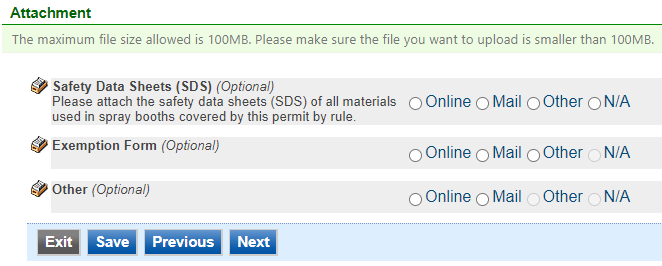 Attachment
The maximum file size allowed is 100MB. Please make sure the file you want to upload is smaller than 100MB.
Safety Data Sheets (SDS) (Optional)
Please attach the safety data sheets (SDS) of all materials
used in spray booths covered by this permit by rule.
Online Mail Other N/A
Exemption Form (Optional)
Online Mail Other N/A
Other (Optional)
Online Mail Other N/A
Exit Save Previous Next